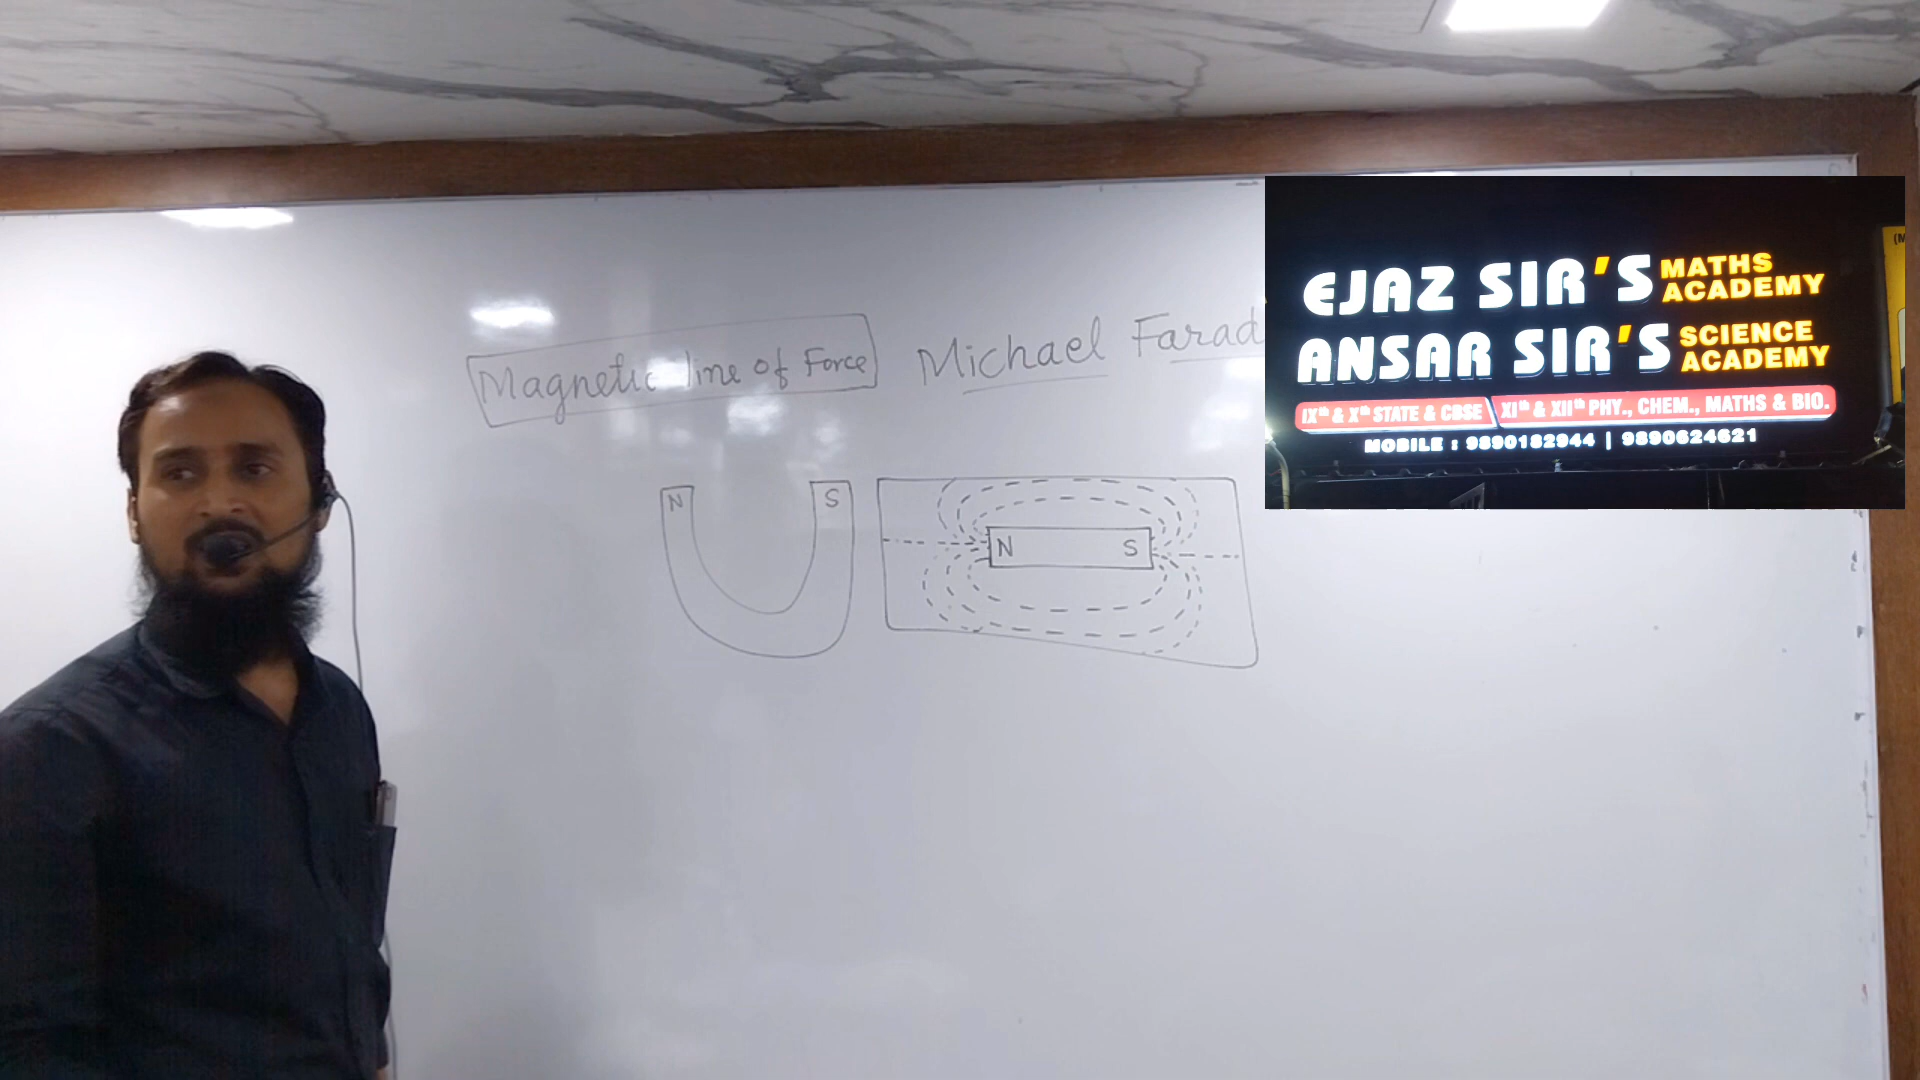 Magnetic line of Force
Michael Farad
N S
N S
EJAZ SIR'S MATHS ACADEMY
ANSAR SIR'S SCIENCE ACADEMY
IXth & Xth STATE & CBSE XIth & XIIth PHY., CHEM., MATHS & BIO.
MOBILE : 9890182944 | 9890624621